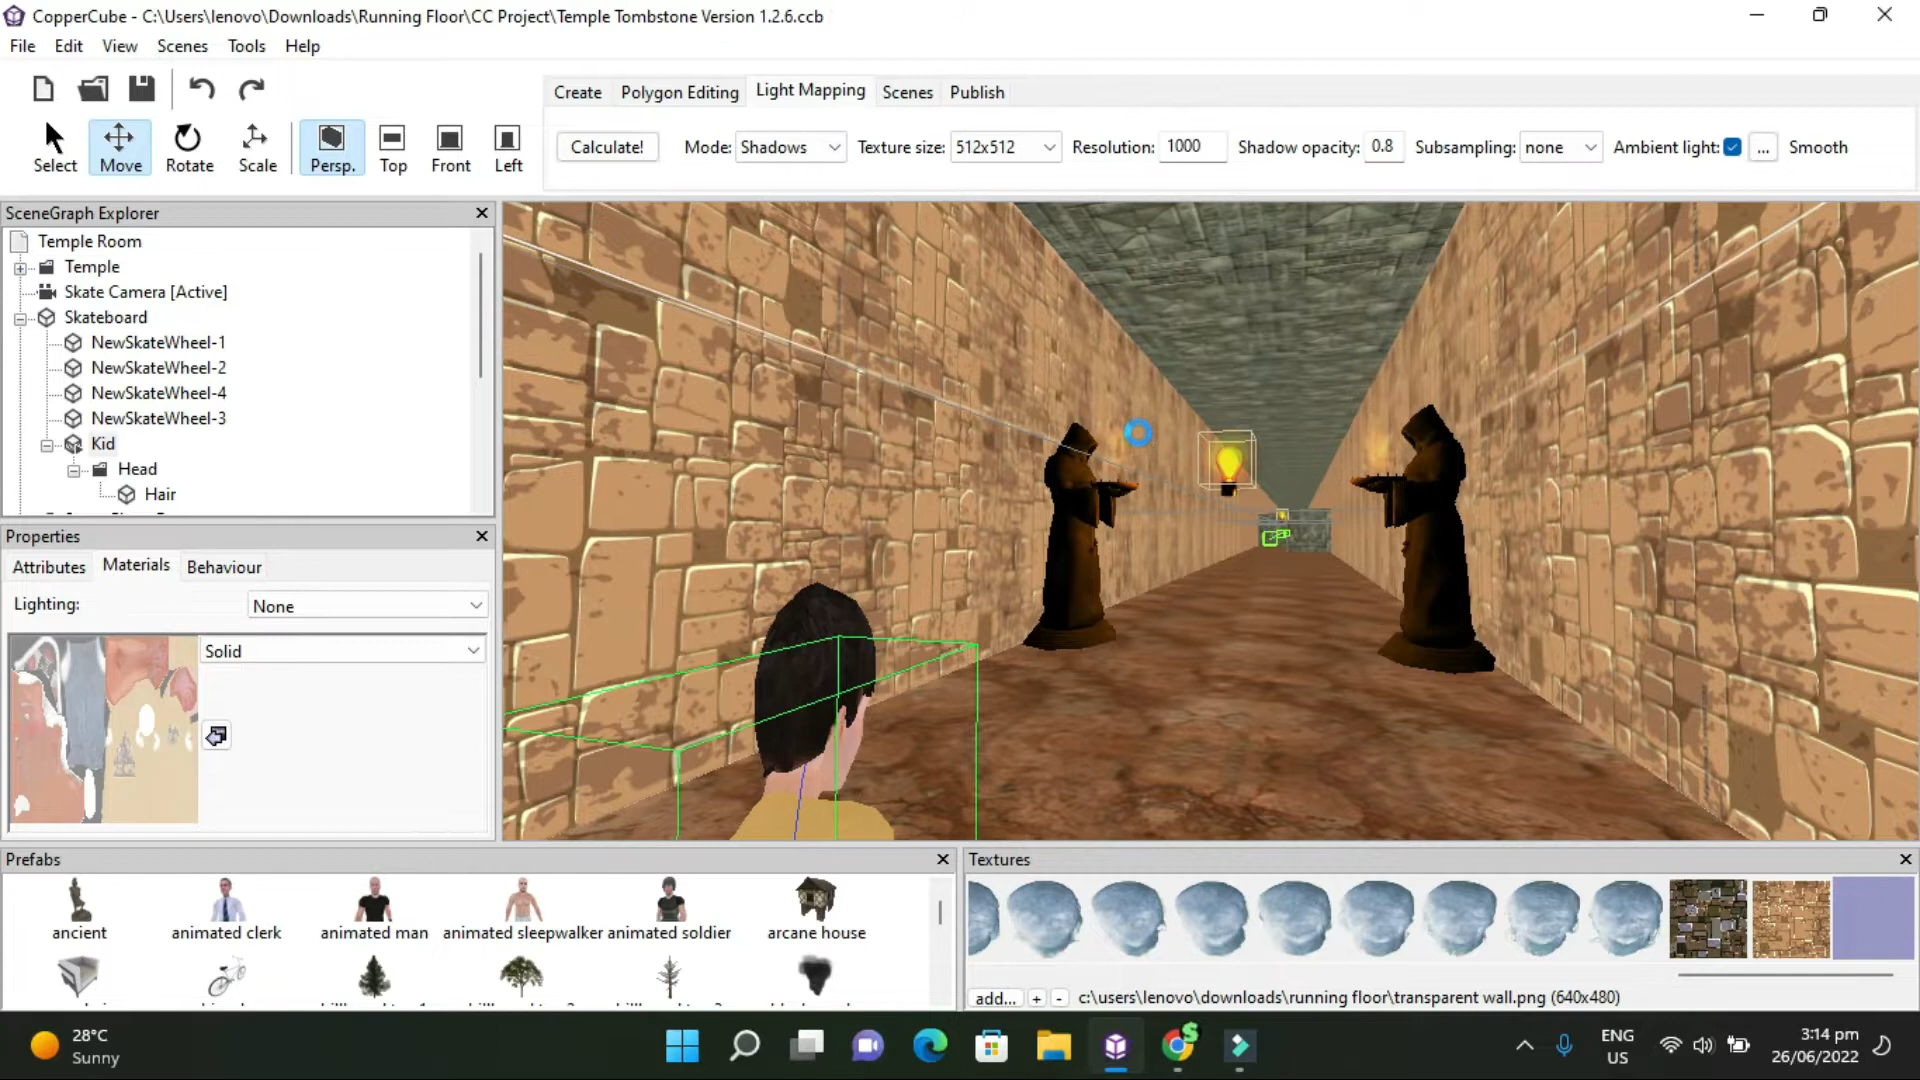 CopperCube - C:\Users\lenovo\Downloads\Running Floor\CC Project\Temple Tombstone Version 1.2.6.ccb
File Edit View Scenes Tools Help
Create Polygon Editing Light Mapping Scenes Publish
Select Move Rotate Scale Persp. Top Front Left
Calculate! Mode: Shadows Texture size: 512x512 Resolution: 1000 Shadow opacity: 0.8 Subsampling: none Ambient light: ... Smooth
SceneGraph Explorer
Temple Room
Temple
Skate Camera [Active]
Skateboard
NewSkateWheel-1
NewSkateWheel-2
NewSkateWheel-4
NewSkateWheel-3
Kid
Head
Hair
Properties
Attributes Materials Behaviour
Lighting: None
Solid
Prefabs
ancient animated clerk animated man animated sleepwalker animated soldier arcane house
Textures
add... + - c:\users\lenovo\downloads\running floor\transparent wall.png (640x480)
28°C
Sunny
ENG
US
3:14 pm
26/06/2022